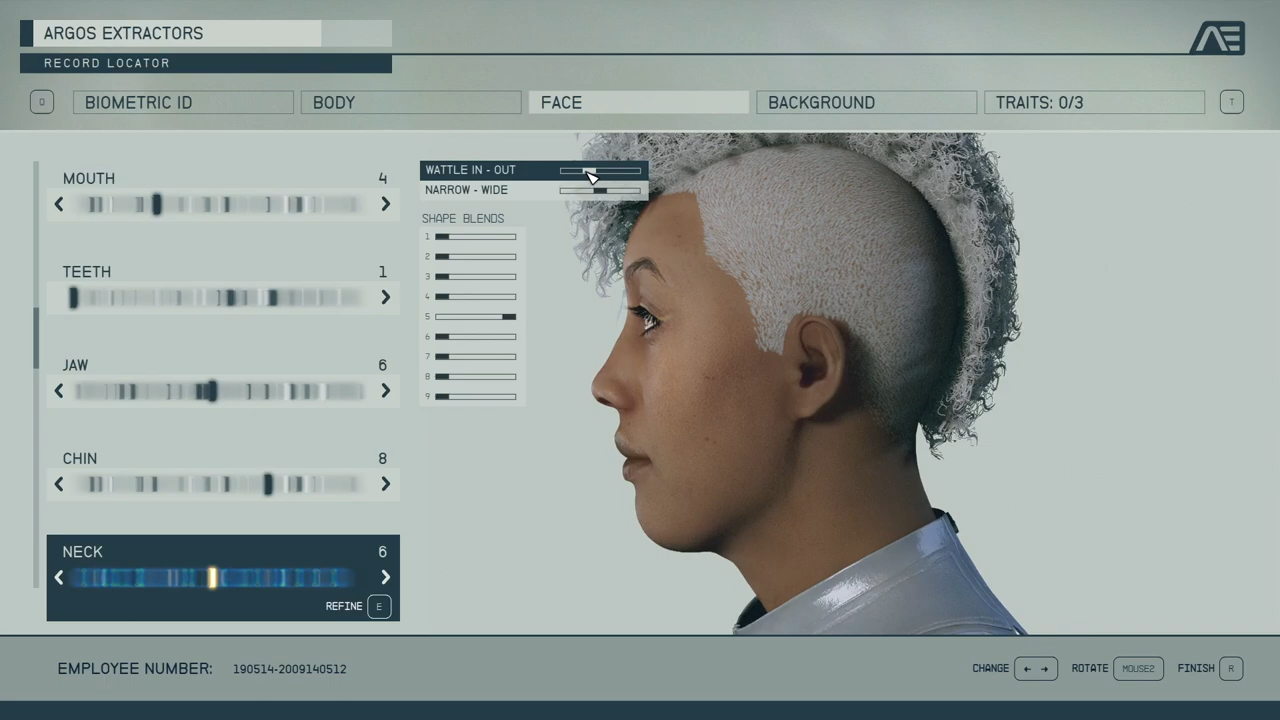 ARGOS EXTRACTORS
RECORD LOCATOR
Q BIOMETRIC ID BODY FACE BACKGROUND TRAITS: 0/3 T
MOUTH 4
TEETH 1
JAW 6
CHIN 8
NECK 6
REFINE E
WATTLE IN - OUT
NARROW - WIDE
SHAPE BLENDS
1
2
3
4
5
6
7
8
9
EMPLOYEE NUMBER: 190514-2009140512
CHANGE ROTATE MOUSE2 FINISH R